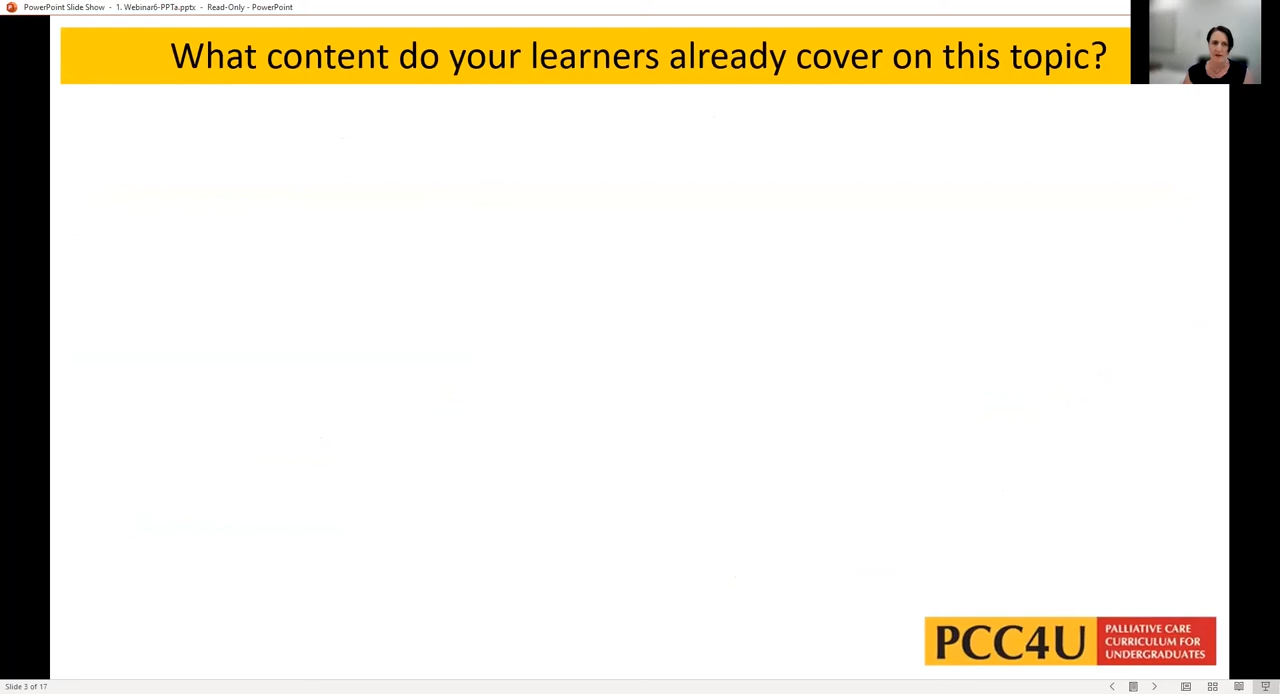 PowerPoint Slide Show - 1. Webinar6-PPTa.pptx - Read-Only - PowerPoint
What content do your learners already cover on this topic?
PCC4U
PALLIATIVE CARE
CURRICULUM FOR
UNDERGRADUATES
Slide 3 of 17